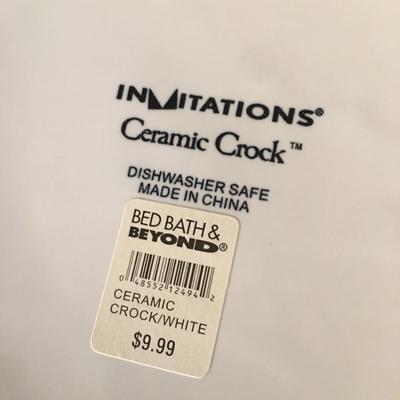 INVITATIONS®
Ceramic Crock™
DISHWASHER SAFE
MADE IN CHINA
BED BATH &
BEYOND®
0 48552 12494 2
CERAMIC
CROCK/WHITE
$9.99